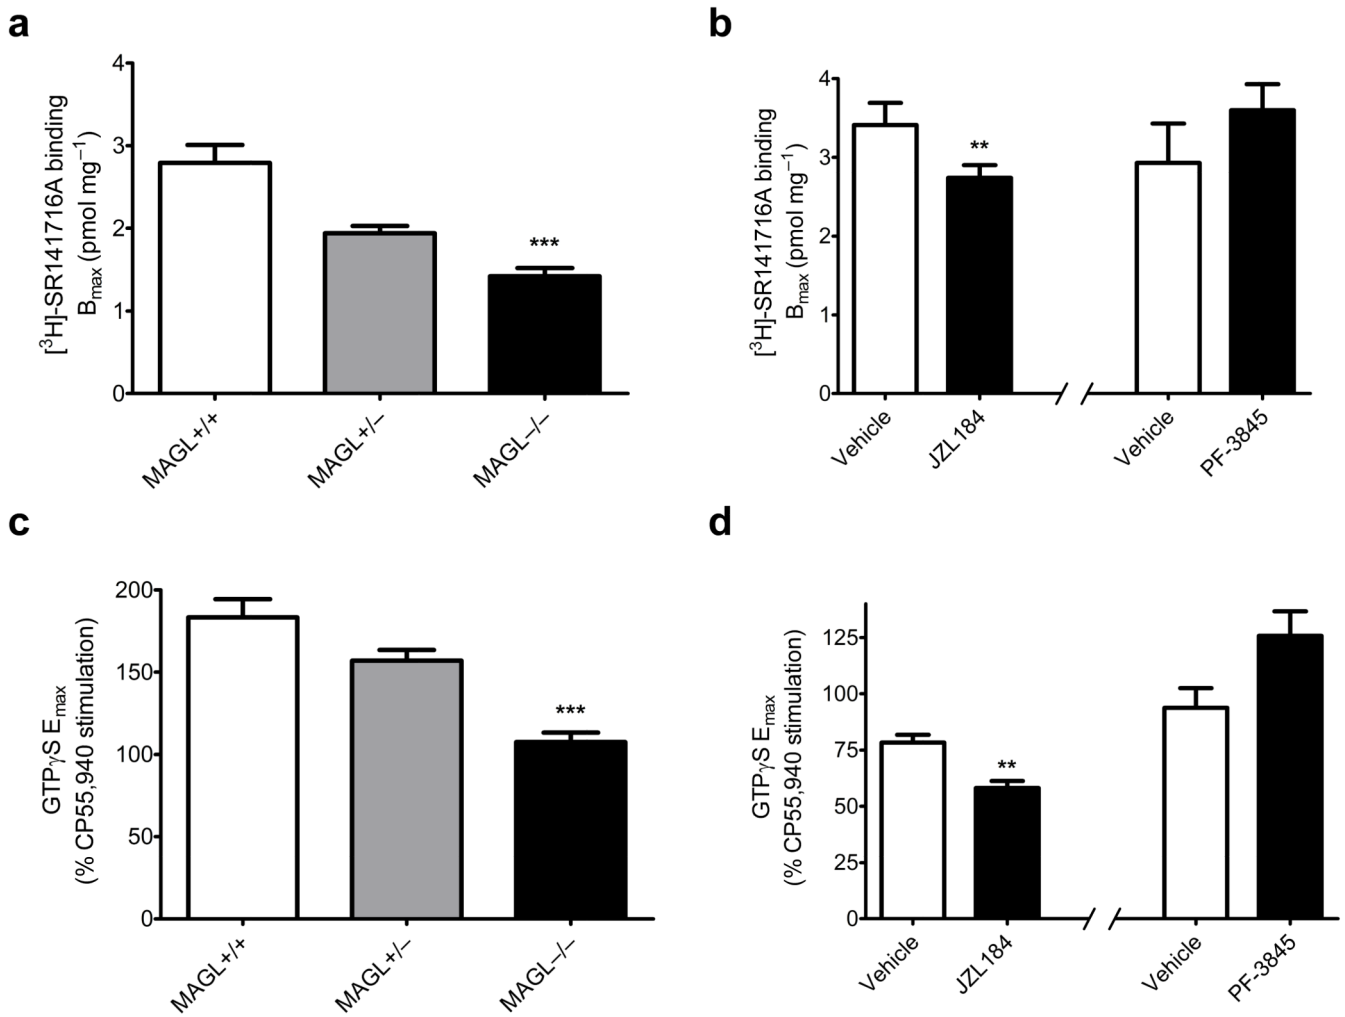 a
[³H]-SR141716A binding
Bmax (pmol mg⁻¹)
4
3
2
1
0
***
MAGL+/+
MAGL+/–
MAGL–/–
b
[³H]-SR141716A binding
Bmax (pmol mg⁻¹)
4
3
2
1
0
**
Vehicle
JZL184
Vehicle
PF-3845
c
GTPγS Emax
(% CP55,940 stimulation)
200
150
100
50
0
***
MAGL+/+
MAGL+/–
MAGL–/–
d
GTPγS Emax
(% CP55,940 stimulation)
125
100
75
50
25
0
**
Vehicle
JZL184
Vehicle
PF-3845